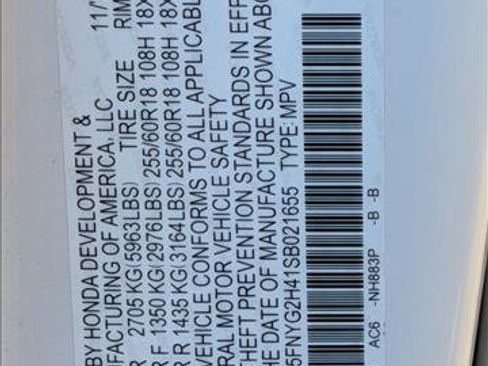 BY HONDA DEVELOPMENT & 11/
FACTURING OF AMERICA, LLC
R 2705 KG(5963LBS) TIRE SIZE RIM
R F 1350 KG(2976LBS) 255/60R18 108H 18X
R R 1435 KG(3164LBS) 255/60R18 108H 18X
VEHICLE CONFORMS TO ALL APPLICABLE
RAL MOTOR VEHICLE SAFETY
THEFT PREVENTION STANDARDS IN EFF
HE DATE OF MANUFACTURE SHOWN ABO
5FNYG2H41SB021655 TYPE: MPV
AC6 -NH883P -B -B